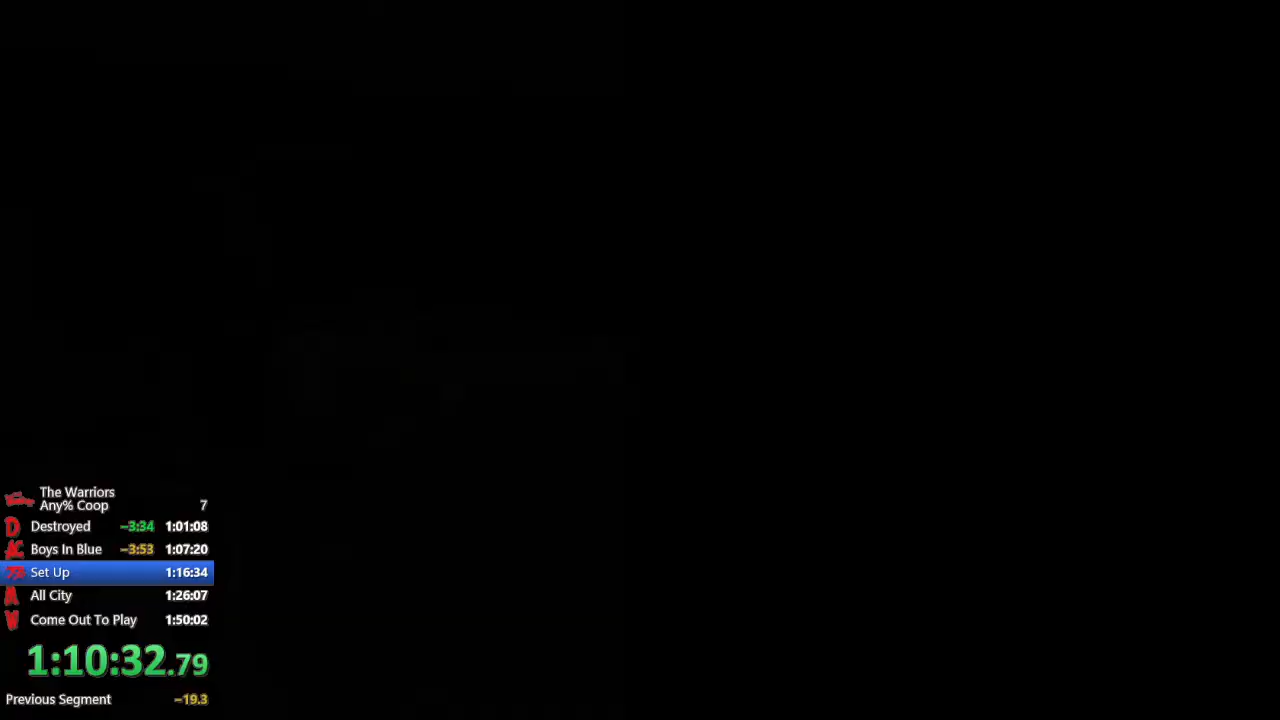 The Warriors
Any% Coop 7
Destroyed −3:34 1:01:08
Boys In Blue −3:53 1:07:20
Set Up 1:16:34
All City 1:26:07
Come Out To Play 1:50:02
1:10:32.79
Previous Segment −19.3